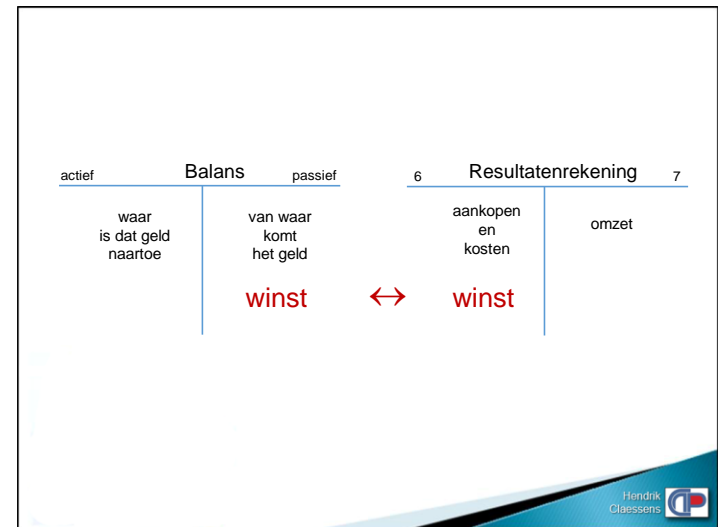 actief Balans passief
waar
is dat geld
naartoe
van waar
komt
het geld
winst
↔
6 Resultatenrekening 7
aankopen
en
kosten
omzet
winst
Hendrik
Claessens